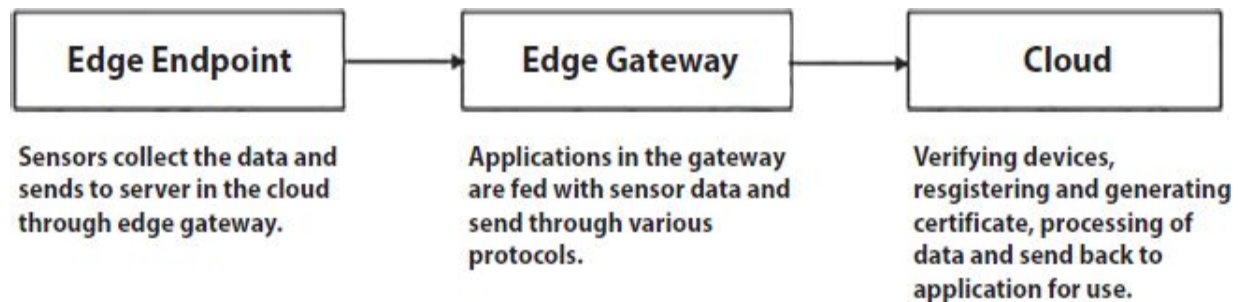 Edge Endpoint
Edge Gateway
Cloud
Sensors collect the data and
sends to server in the cloud
through edge gateway.
Applications in the gateway
are fed with sensor data and
send through various
protocols.
Verifying devices,
resgistering and generating
certificate, processing of
data and send back to
application for use.